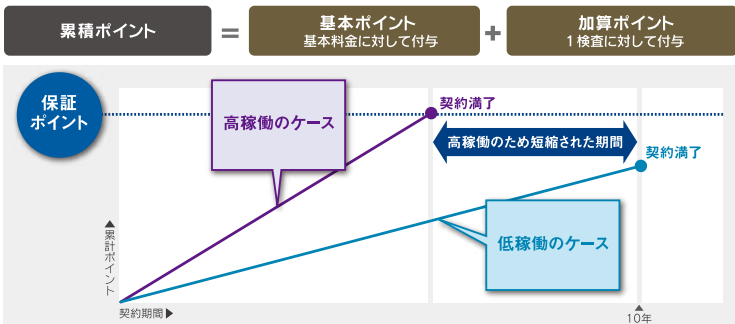 累積ポイント
=
基本ポイント
基本料金に対して付与
+
加算ポイント
1検査に対して付与
保証
ポイント
契約満了
高稼働のケース
高稼働のため短縮された期間
契約満了
低稼働のケース
▲累計ポイント
契約期間▶
▲
10年